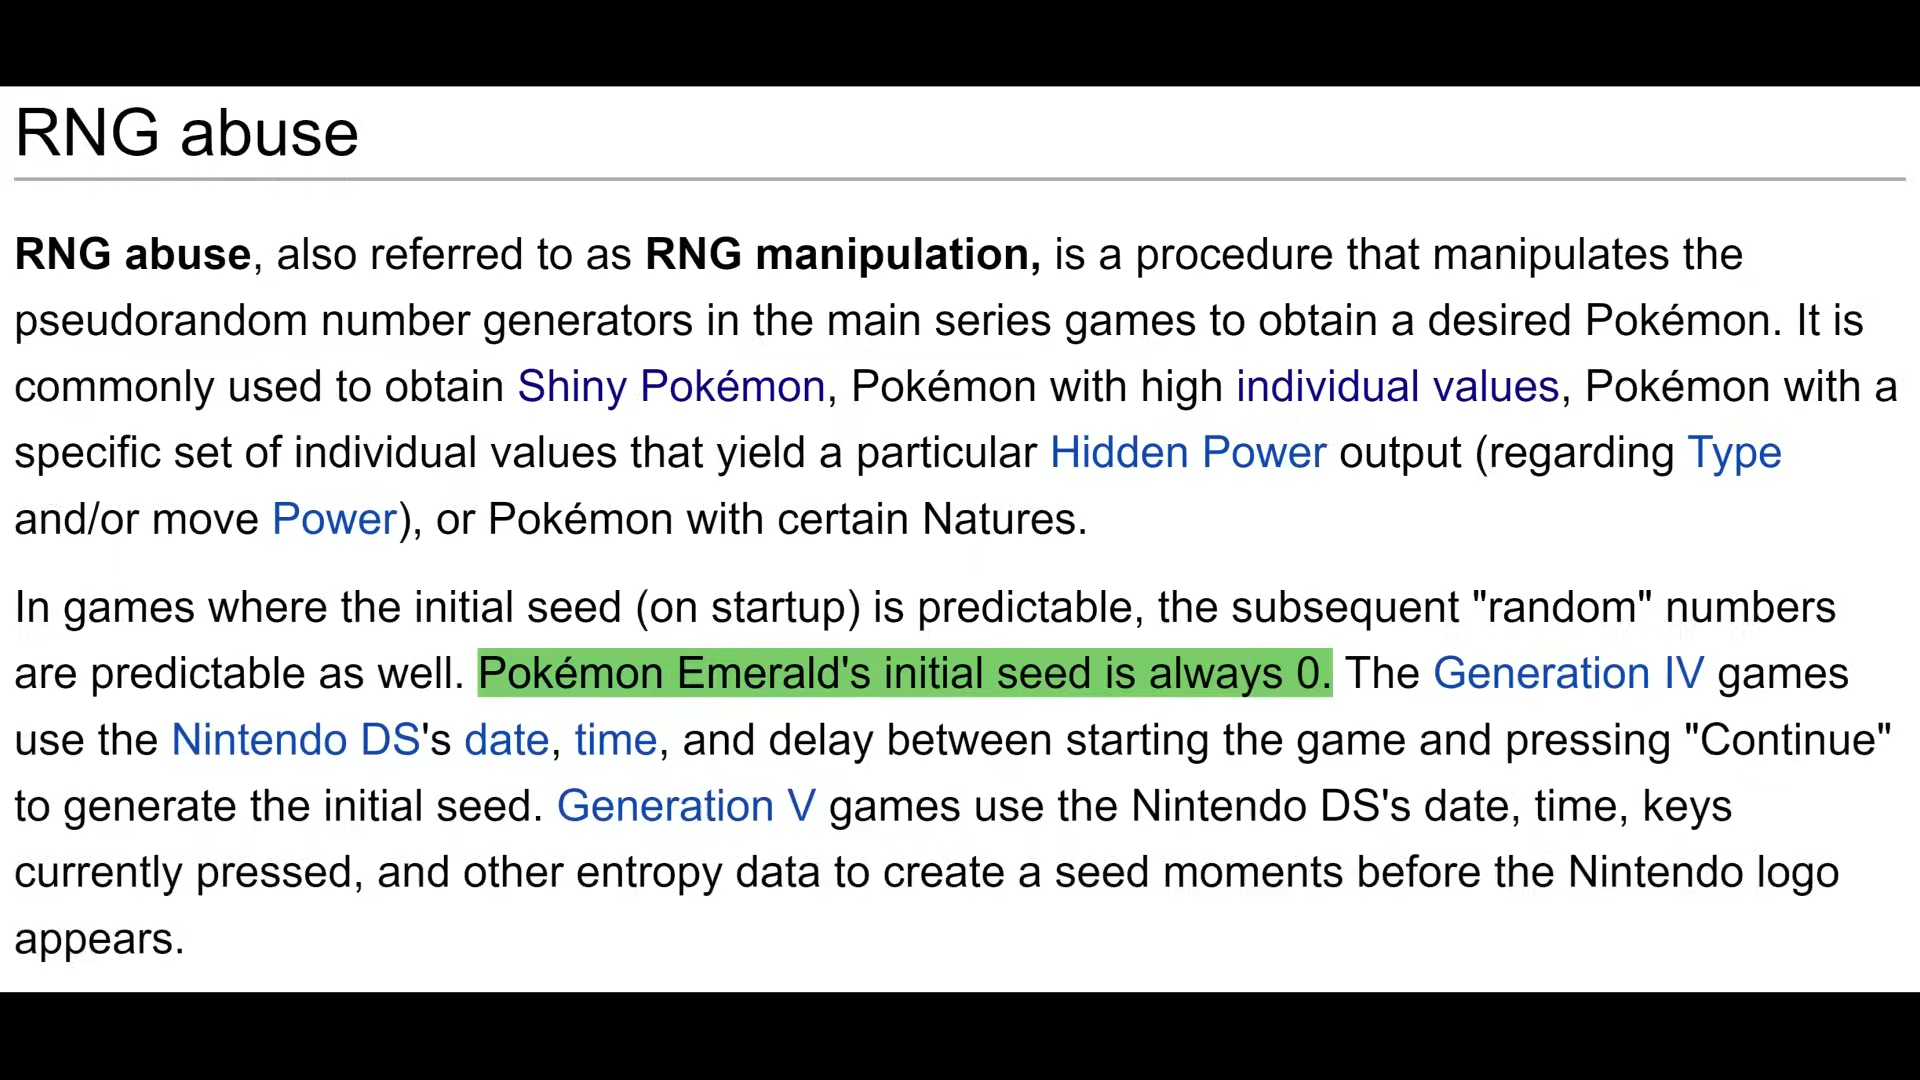 RNG abuse
RNG abuse, also referred to as RNG manipulation, is a procedure that manipulates the
pseudorandom number generators in the main series games to obtain a desired Pokémon. It is
commonly used to obtain Shiny Pokémon, Pokémon with high individual values, Pokémon with a
specific set of individual values that yield a particular Hidden Power output (regarding Type
and/or move Power), or Pokémon with certain Natures.
In games where the initial seed (on startup) is predictable, the subsequent "random" numbers
are predictable as well. Pokémon Emerald's initial seed is always 0. The Generation IV games
use the Nintendo DS's date, time, and delay between starting the game and pressing "Continue"
to generate the initial seed. Generation V games use the Nintendo DS's date, time, keys
currently pressed, and other entropy data to create a seed moments before the Nintendo logo
appears.